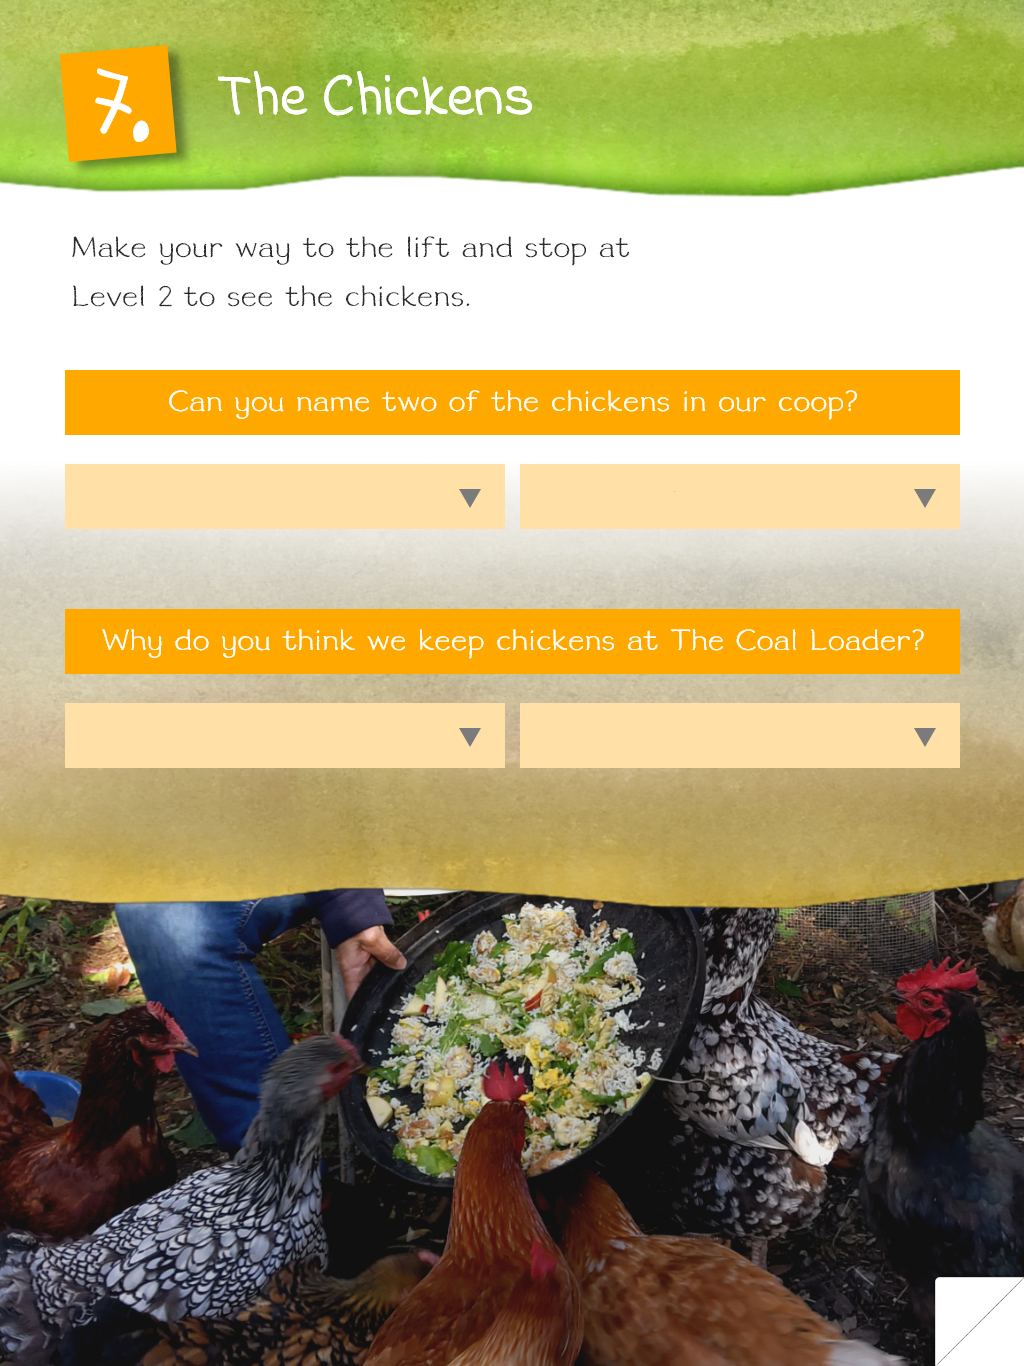 7.
The Chickens
Make your way to the lift and stop at
Level 2 to see the chickens.
Can you name two of the chickens in our coop?
Why do you think we keep chickens at The Coal Loader?